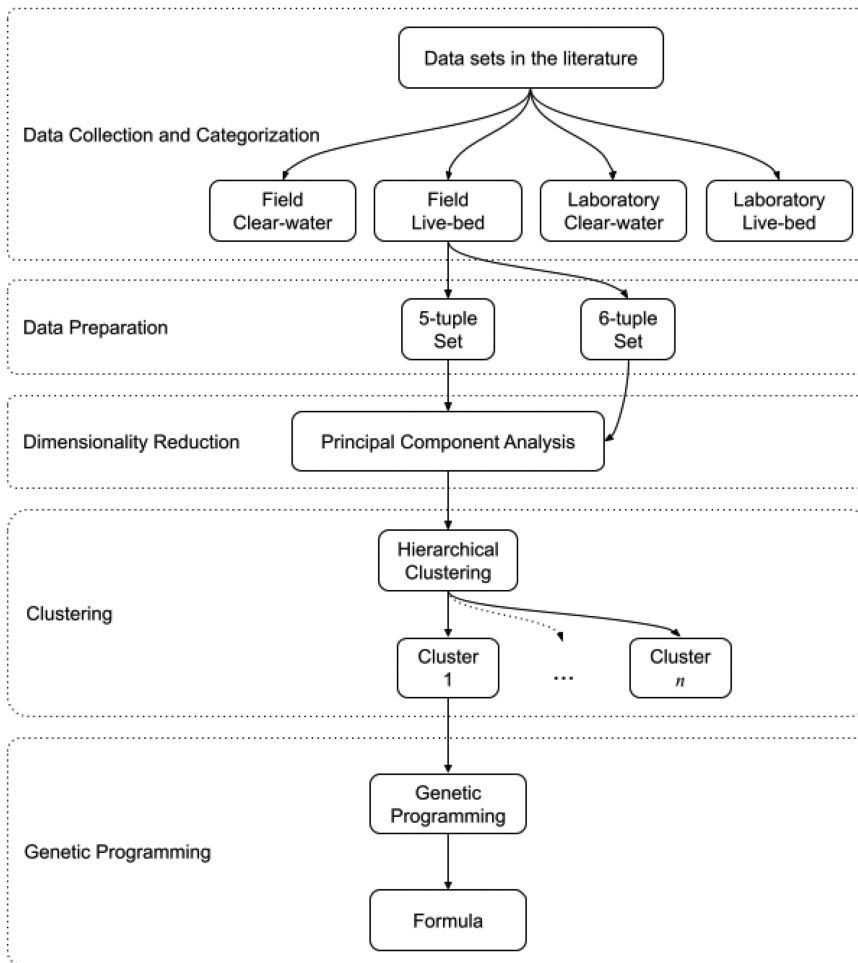 Data sets in the literature
Data Collection and Categorization
Field
Clear-water
Field
Live-bed
Laboratory
Clear-water
Laboratory
Live-bed
Data Preparation
5-tuple
Set
6-tuple
Set
Dimensionality Reduction
Principal Component Analysis
Hierarchical
Clustering
Clustering
Cluster
1
...
Cluster
n
Genetic
Programming
Genetic Programming
Formula